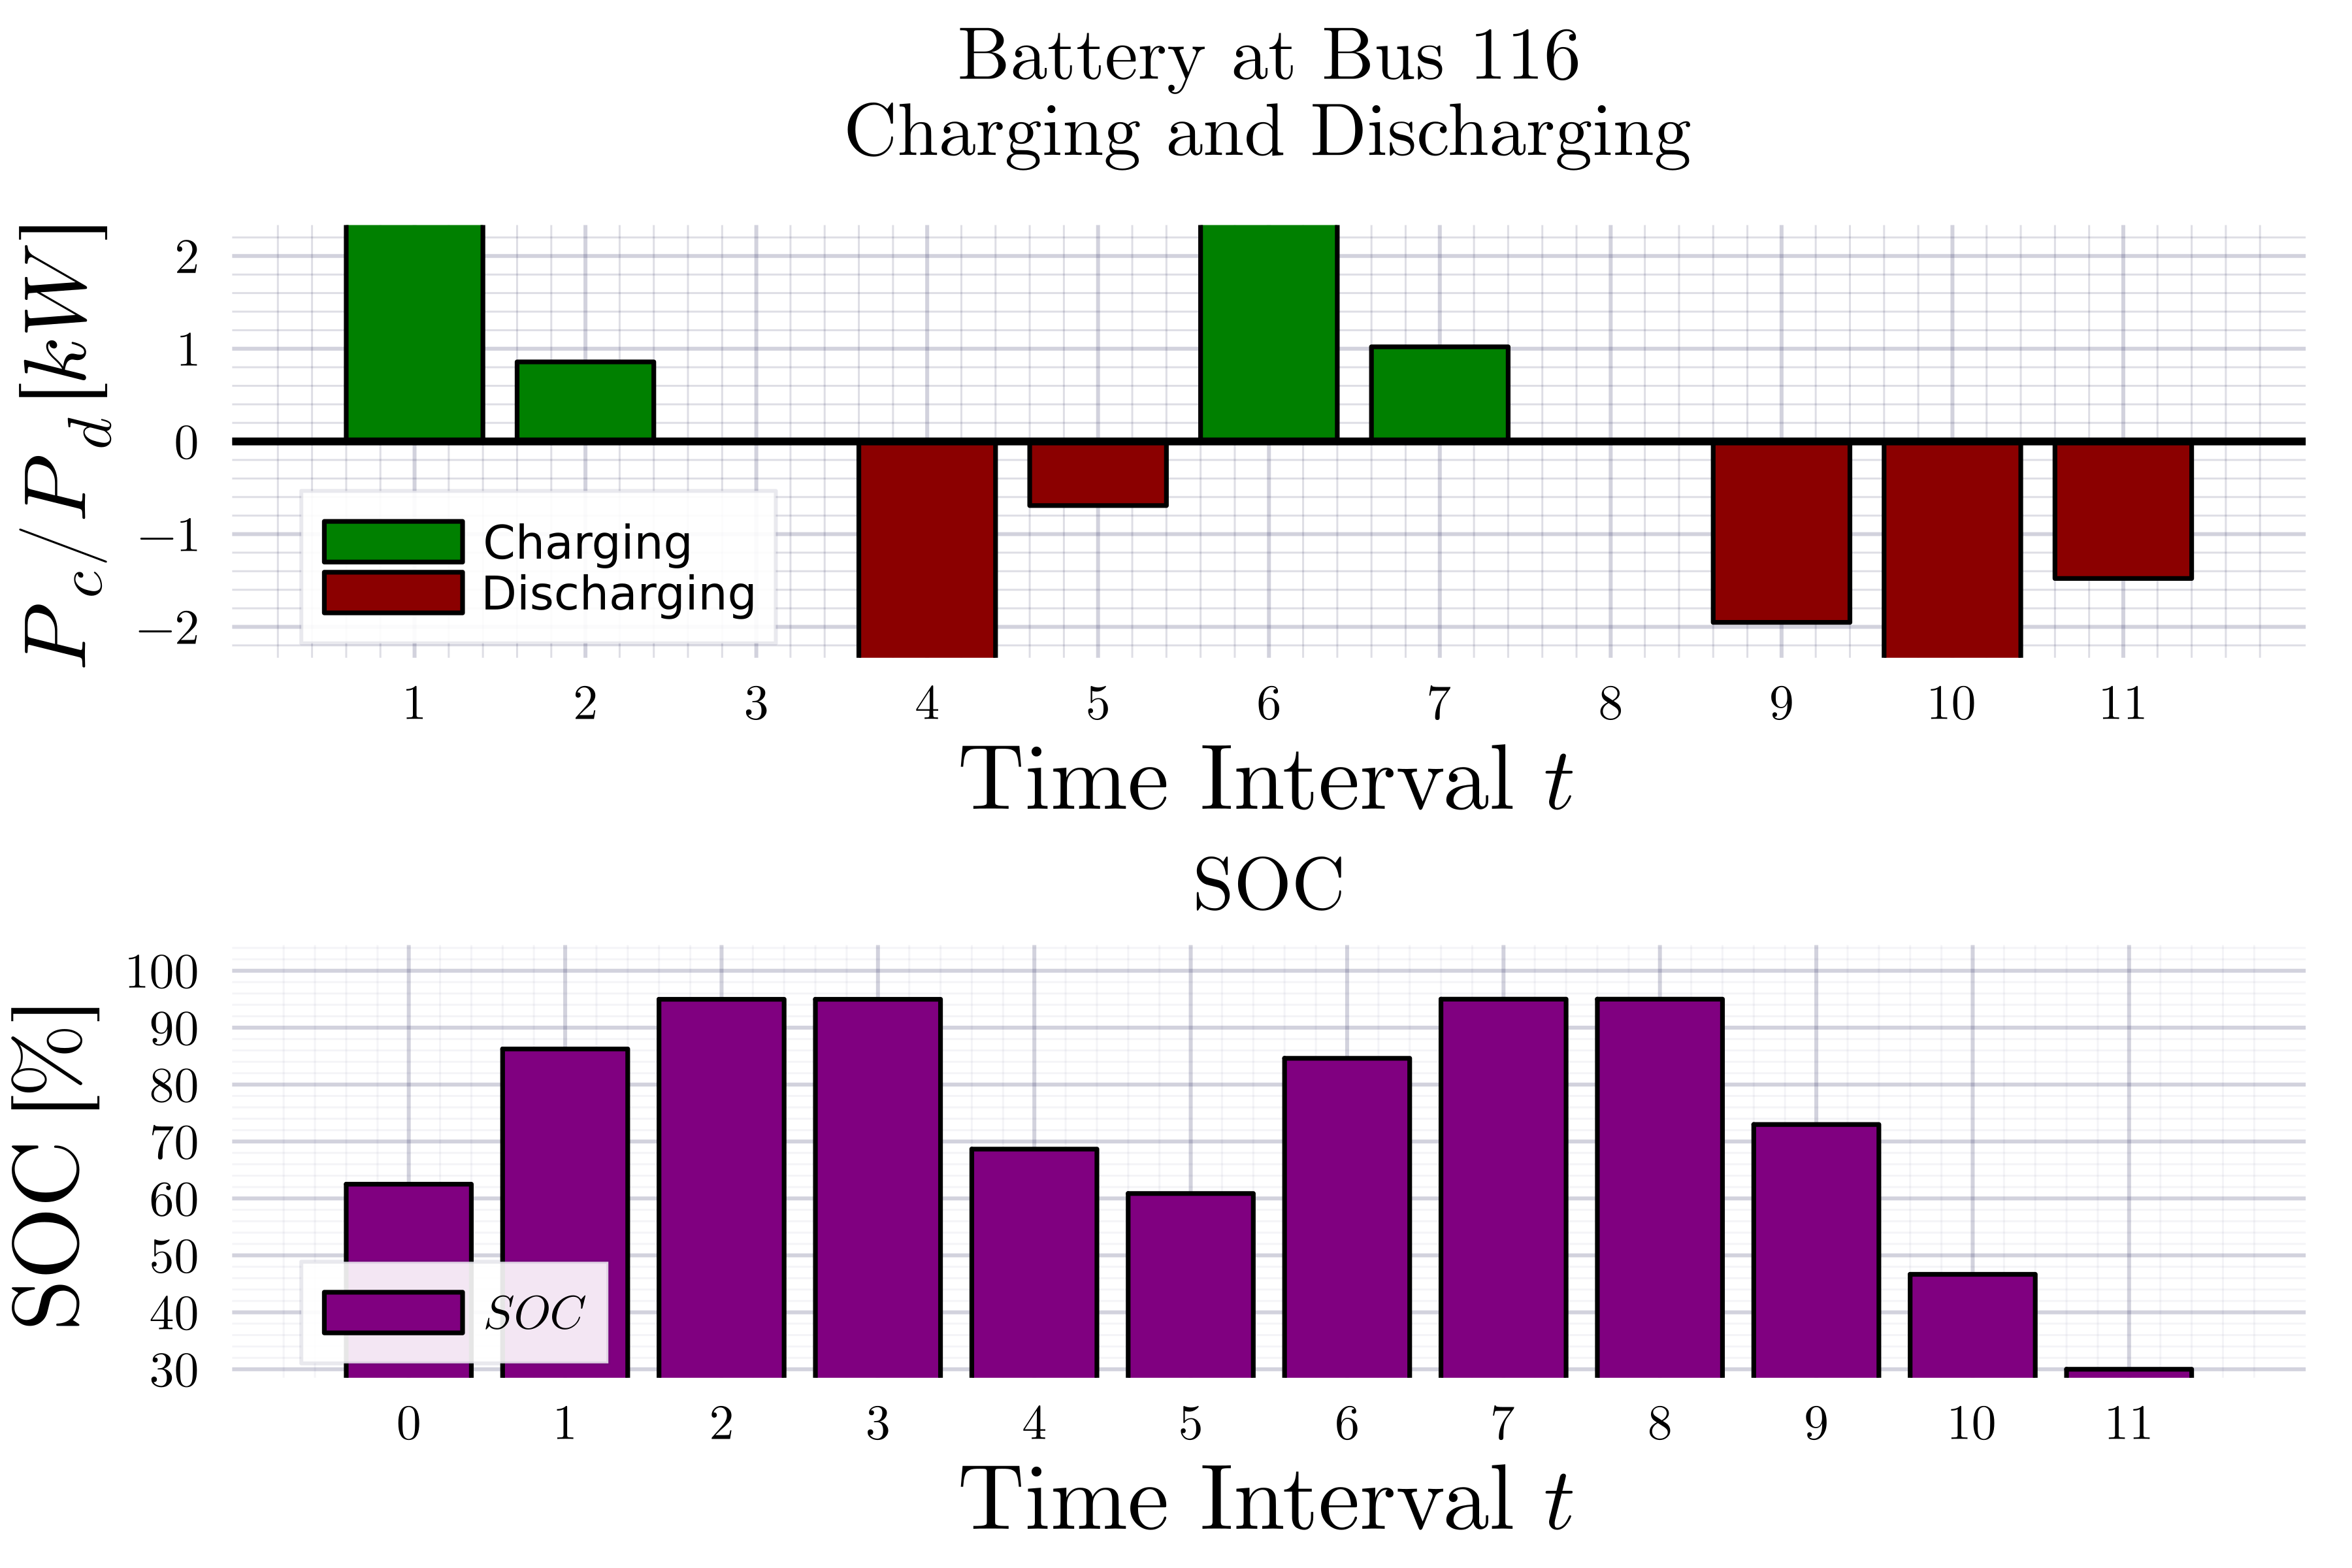 Battery at Bus 116
Charging and Discharging
P_c/P_d [kW]
2
1
0
−1
−2
Charging
Discharging
1 2 3 4 5 6 7 8 9 10 11
Time Interval t
SOC
SOC [%]
100
90
80
70
60
50
40
30
SOC
0 1 2 3 4 5 6 7 8 9 10 11
Time Interval t